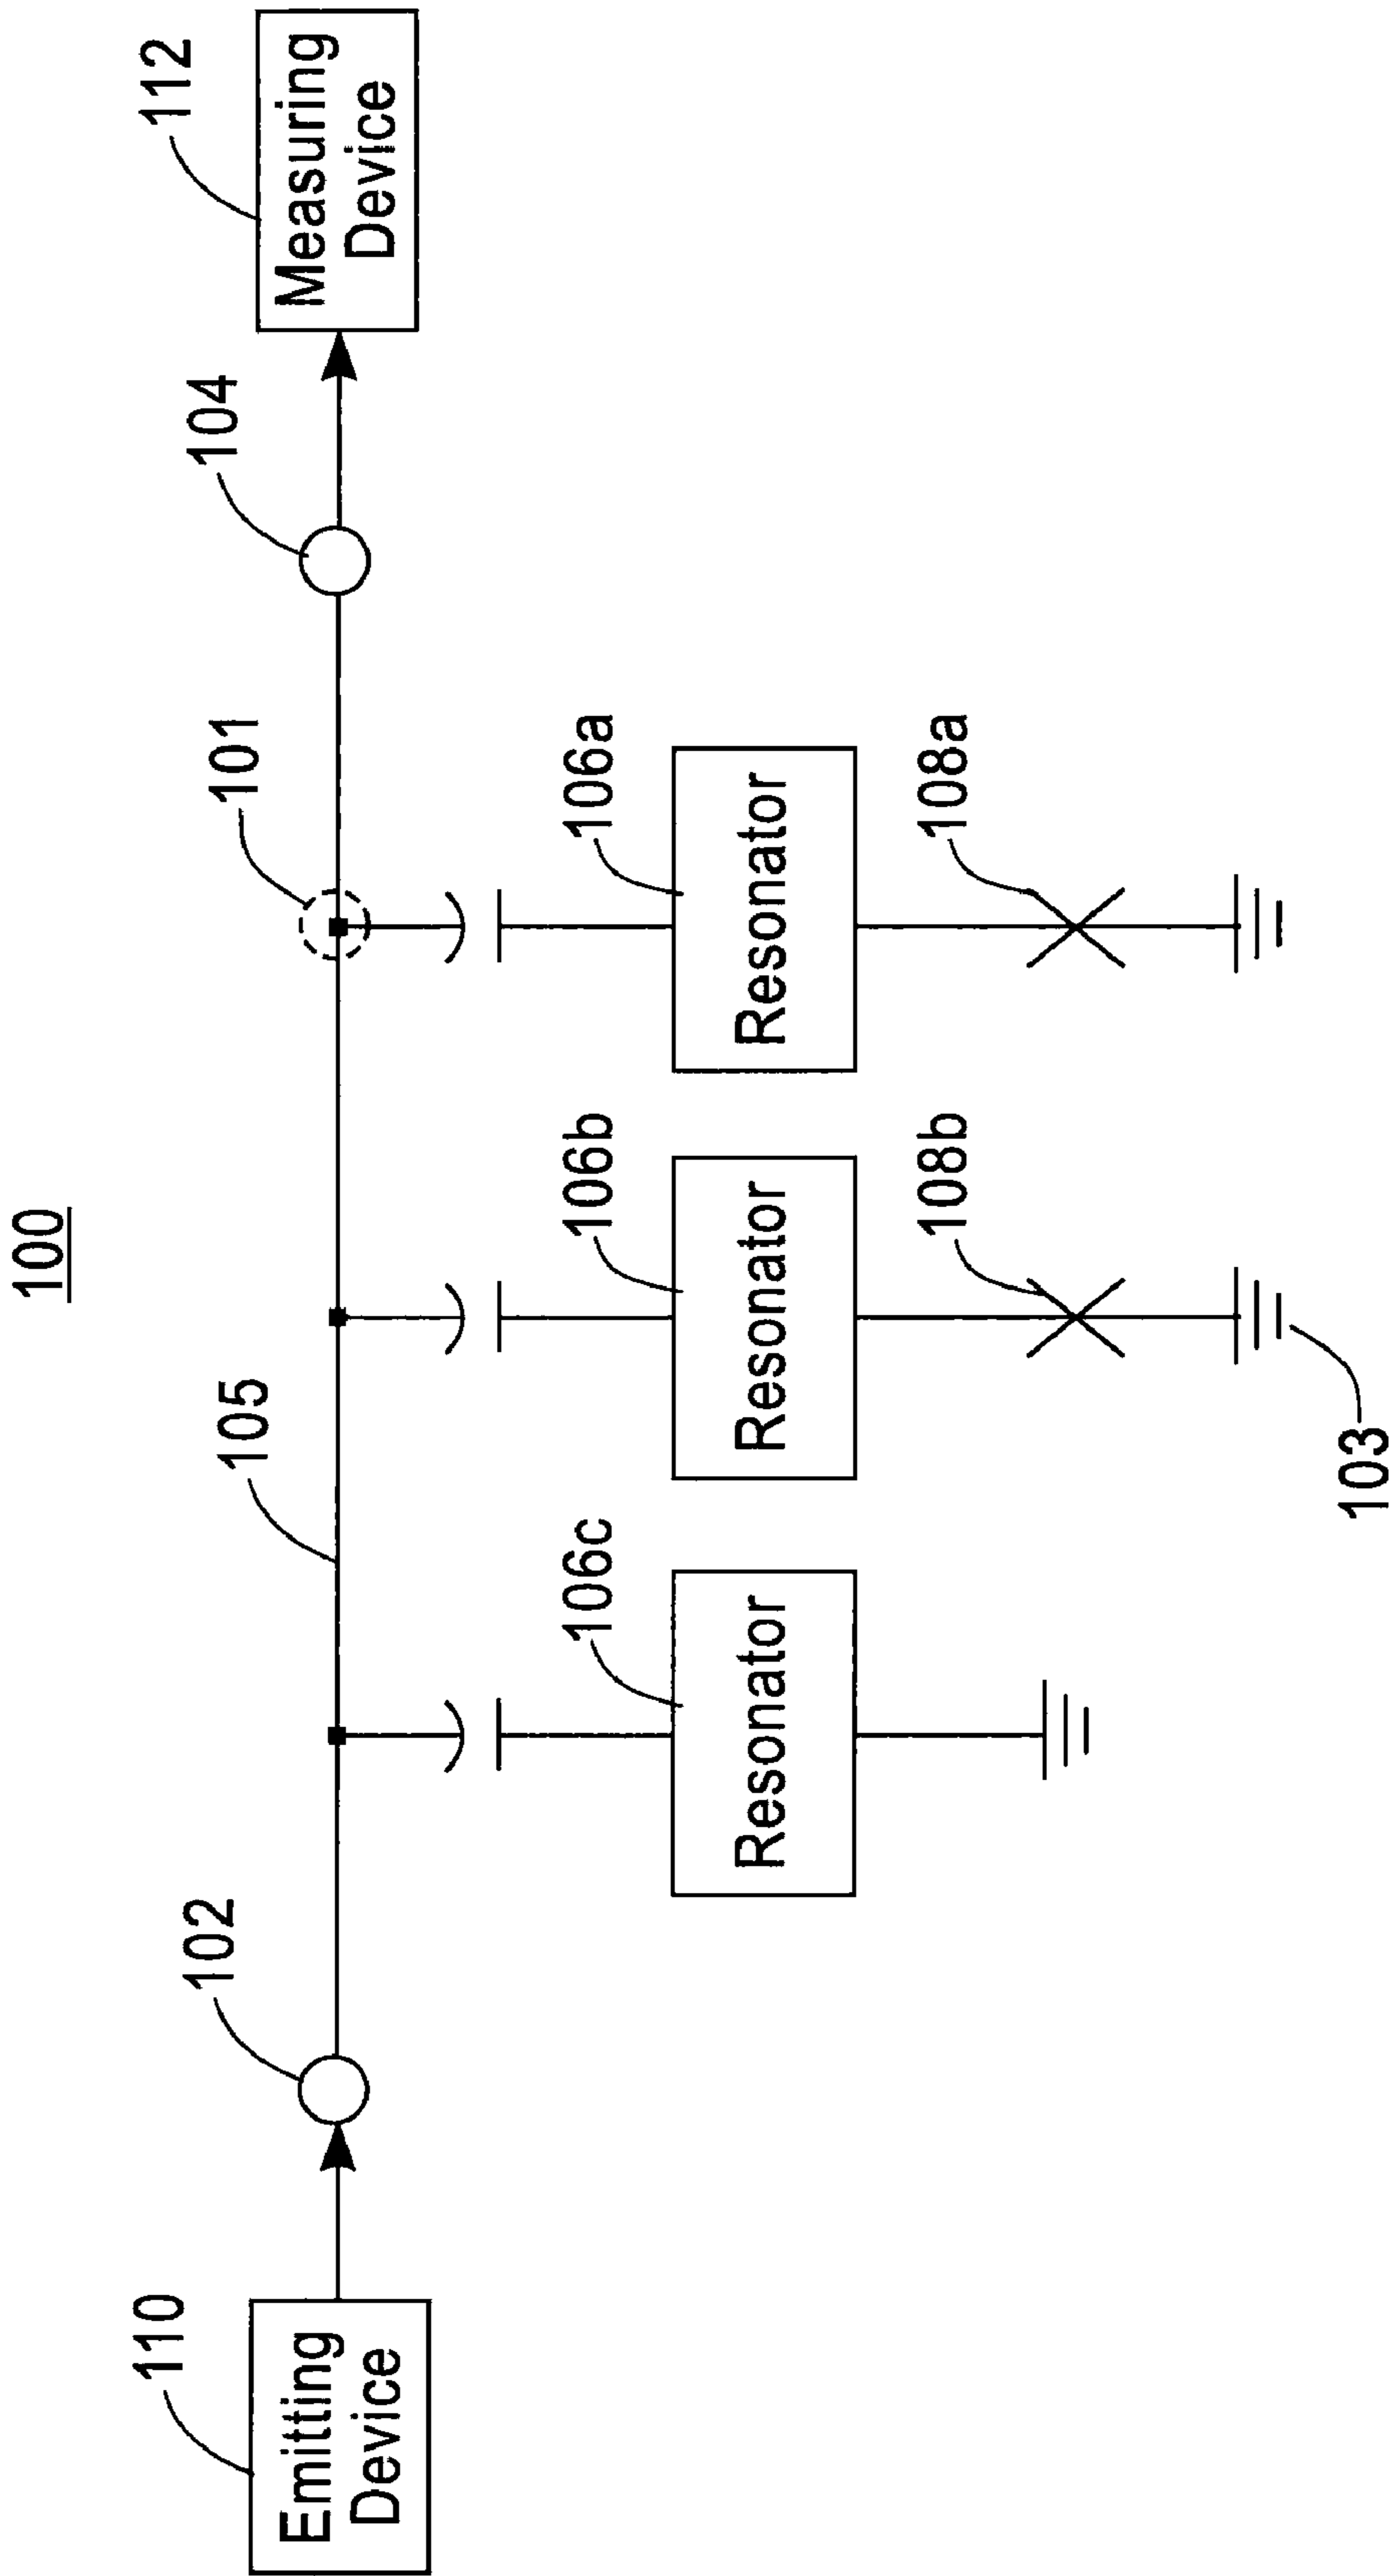 100
110
Emitting
Device
102
105
101
104
112
Measuring
Device
106c
Resonator
106b
Resonator
106a
Resonator
108b
108a
103